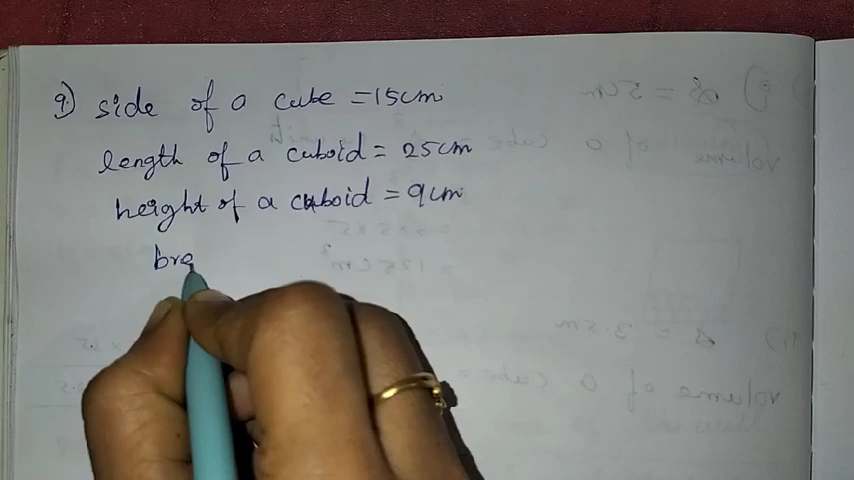 9) side of a cube = 15cm
length of a cuboid = 25cm
height of a cuboid = 9cm
bre